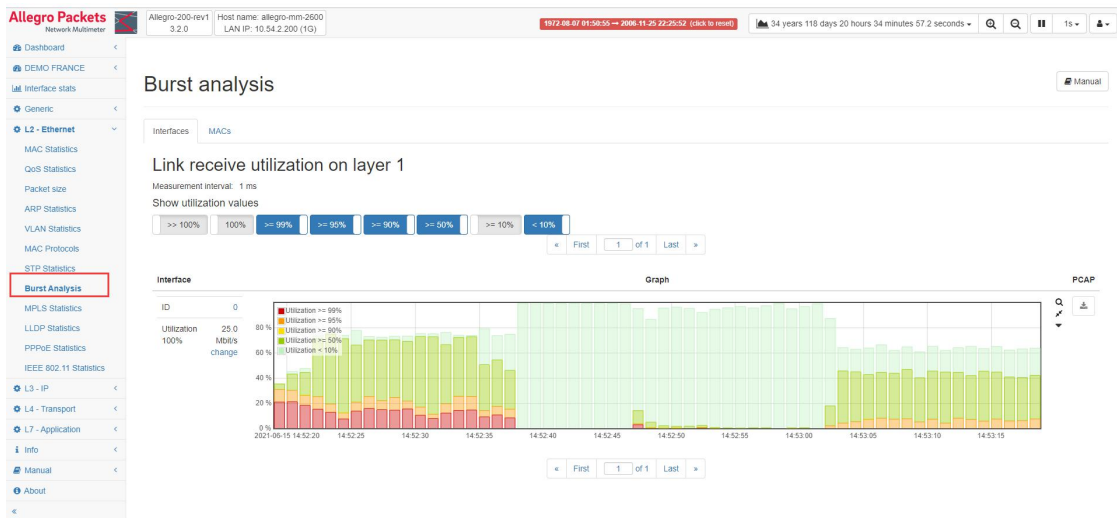 Allegro Packets
Network Multimeter
Allegro-200-rev1
3.2.0
Host name: allegro-mm-2600
LAN IP: 10.54.2.200 (1G)
1972-08-07 01:50:55 → 2006-11-25 22:25:52 (click to reset)
34 years 118 days 20 hours 34 minutes 57.2 seconds
1s
Dashboard
DEMO FRANCE
Interface stats
Generic
L2 - Ethernet
MAC Statistics
QoS Statistics
Packet size
ARP Statistics
VLAN Statistics
MAC Protocols
STP Statistics
Burst Analysis
MPLS Statistics
LLDP Statistics
PPPoE Statistics
IEEE 802.11 Statistics
L3 - IP
L4 - Transport
L7 - Application
Info
Manual
About
«
Burst analysis
Manual
Interfaces
MACs
Link receive utilization on layer 1
Measurement interval: 1 ms
Show utilization values
>> 100% 100% >= 99% >= 95% >= 90% >= 50% >= 10% < 10%
« First 1 of 1 Last »
Interface Graph PCAP
ID 0
Utilization 100% 25.0 Mbit/s
change
Utilization >= 99%
Utilization >= 95%
Utilization >= 90%
Utilization >= 50%
Utilization < 10%
80 %
60 %
40 %
20 %
0 %
2021-06-15 14:52:20 14:52:25 14:52:30 14:52:35 14:52:40 14:52:45 14:52:50 14:52:55 14:53:00 14:53:05 14:53:10 14:53:15
« First 1 of 1 Last »